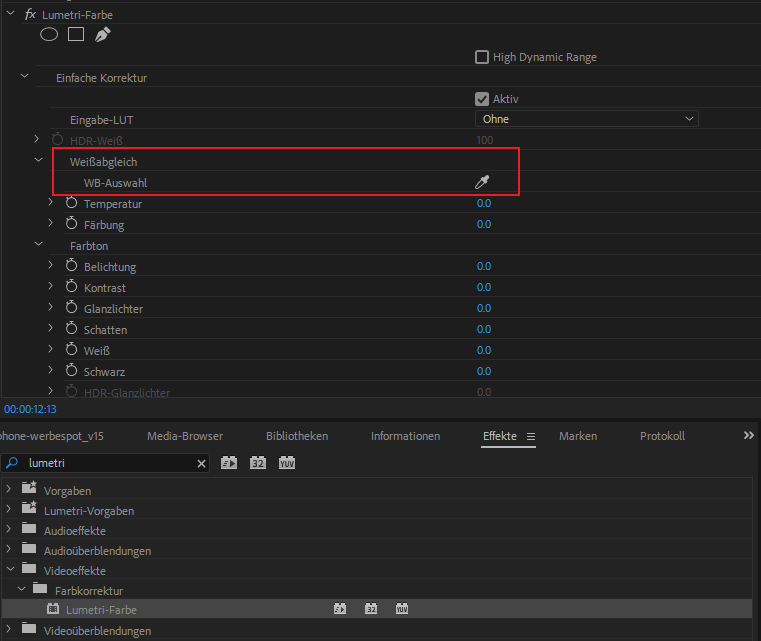 fx Lumetri-Farbe
High Dynamic Range
Einfache Korrektur
Aktiv
Eingabe-LUT Ohne
HDR-Weiß 100
Weißabgleich
WB-Auswahl
Temperatur 0.0
Färbung 0.0
Farbton
Belichtung 0.0
Kontrast 0.0
Glanzlichter 0.0
Schatten 0.0
Weiß 0.0
Schwarz 0.0
HDR-Glanzlichter 0.0
00:00:12:13
phone-werbespot_v15 Media-Browser Bibliotheken Informationen Effekte Marken Protokoll
lumetri 32 YUV
Vorgaben
Lumetri-Vorgaben
Audioeffekte
Audioüberblendungen
Videoeffekte
Farbkorrektur
Lumetri-Farbe 32 YUV
Videoüberblendungen